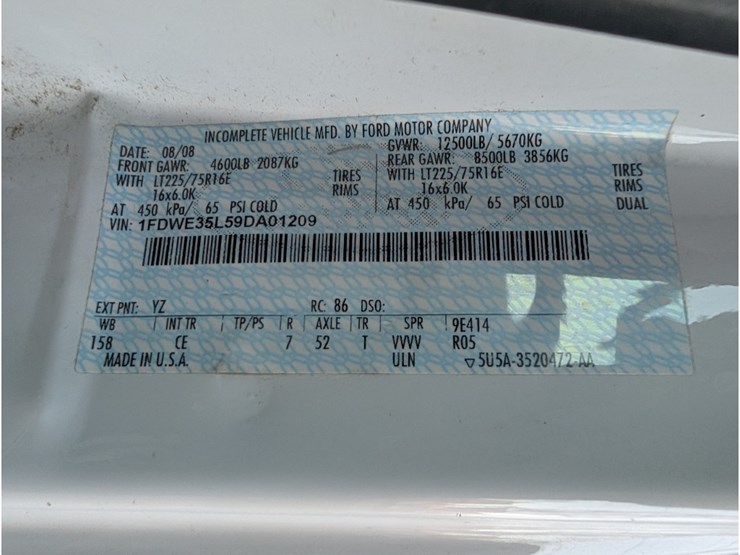 INCOMPLETE VEHICLE MFD. BY FORD MOTOR COMPANY
DATE: 08/08 GVWR: 12500LB/ 5670KG
FRONT GAWR: 4600LB 2087KG REAR GAWR: 8500LB 3856KG
WITH LT225/75R16E TIRES WITH LT225/75R16E TIRES
16x6.0K RIMS 16x6.0K RIMS
AT 450 kPa/ 65 PSI COLD AT 450 kPa/ 65 PSI COLD DUAL
VIN: 1FDWE35L59DA01209
EXT PNT: YZ RC: 86 DSO:
WB INT TR TP/PS R AXLE TR SPR 9E414
158 CE 7 52 T VVVV R05
MADE IN U.S.A. ULN ▽5U5A-3520472-AA